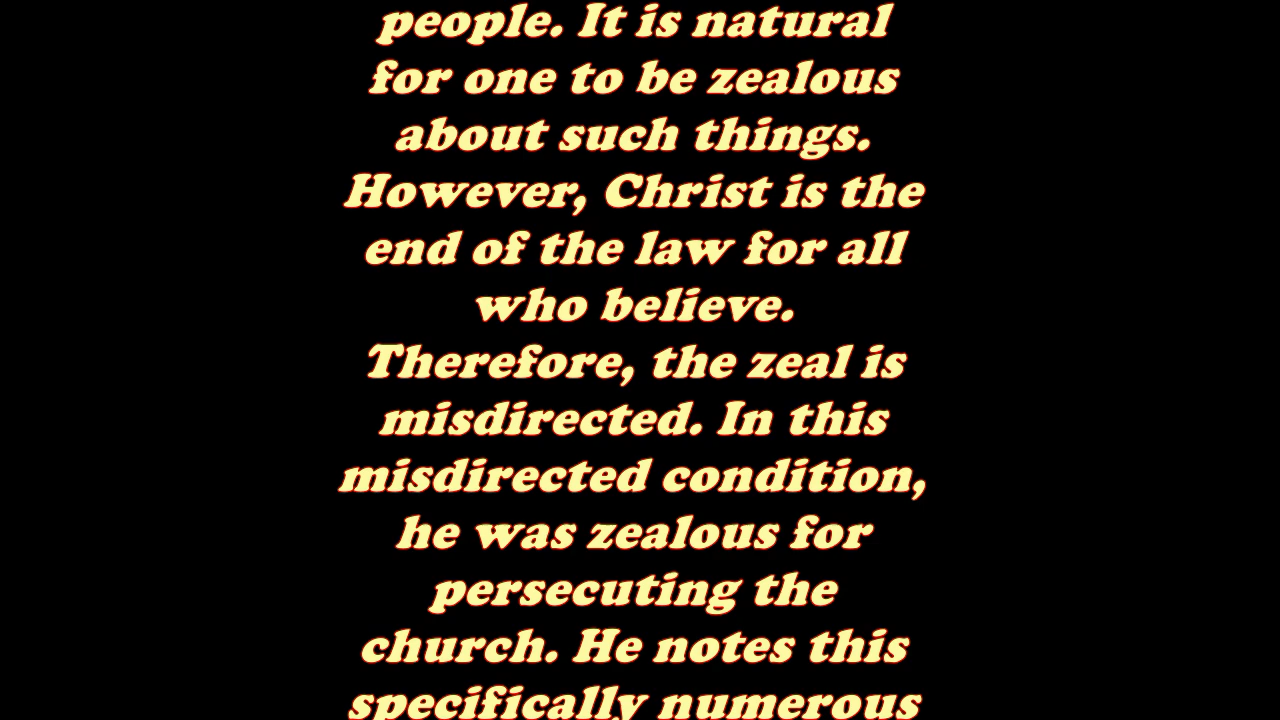 people. It is natural
for one to be zealous
about such things.
However, Christ is the
end of the law for all
who believe.
Therefore, the zeal is
misdirected. In this
misdirected condition,
he was zealous for
persecuting the
church. He notes this
specifically numerous